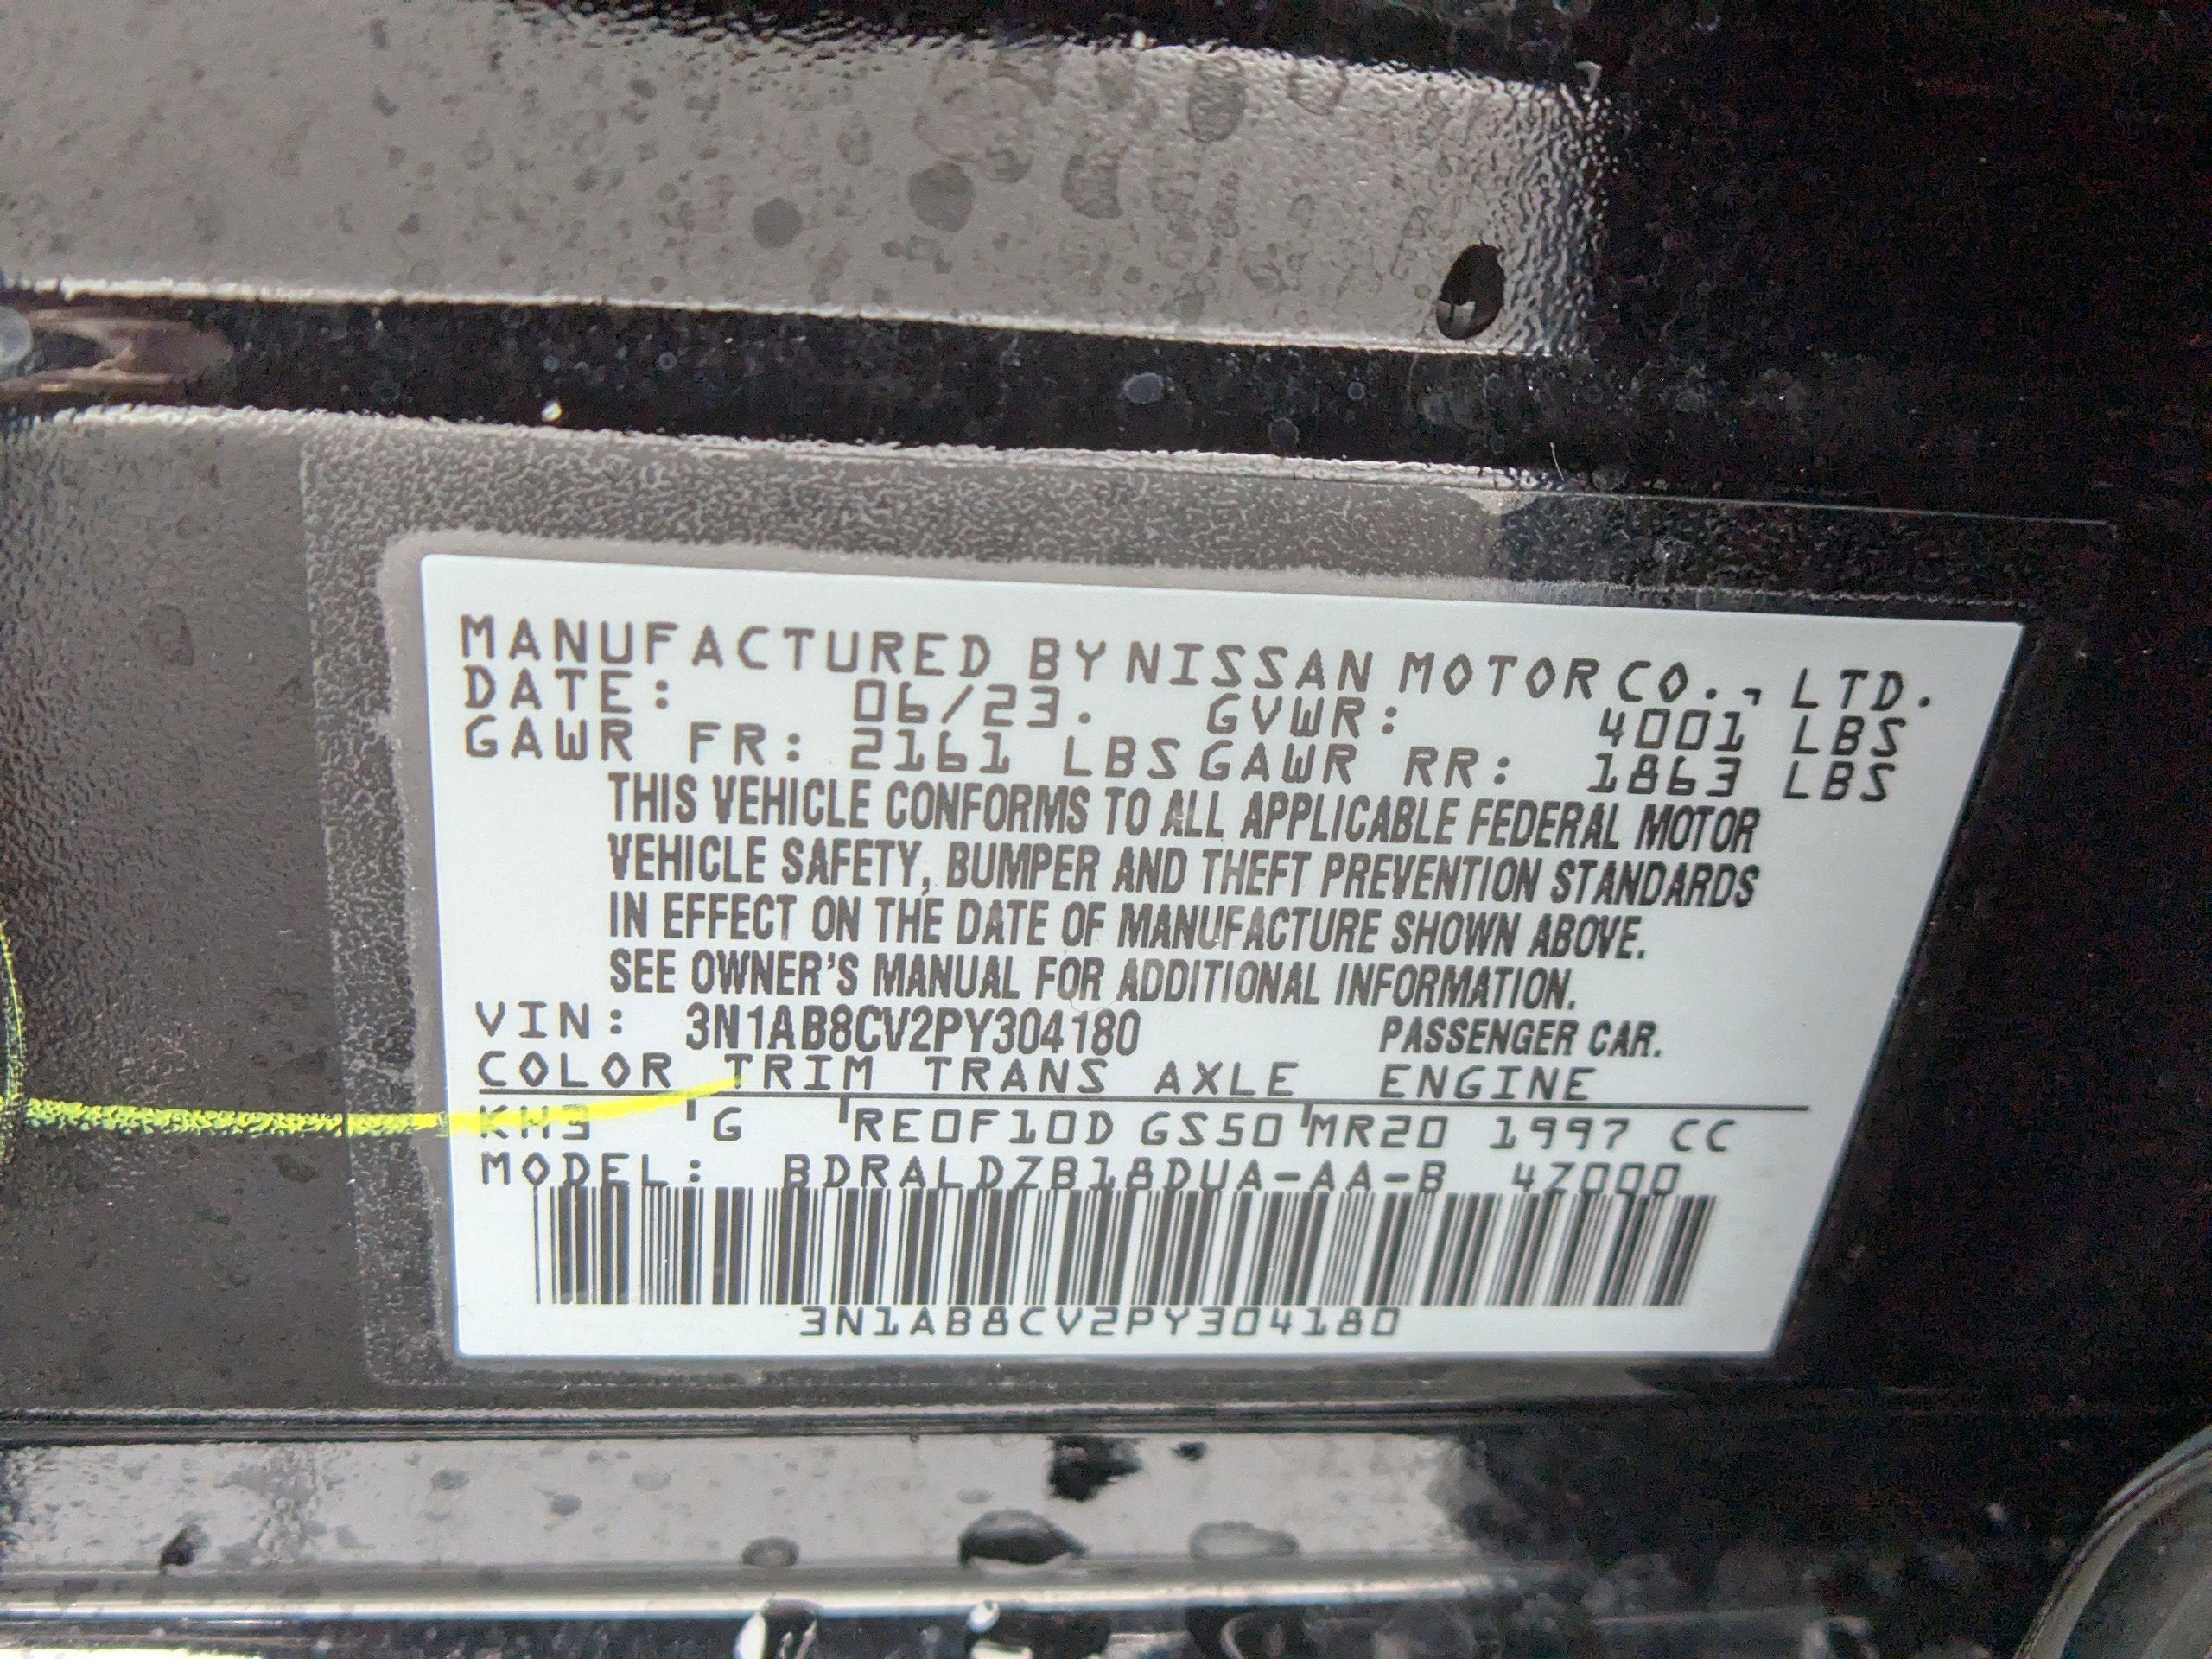 MANUFACTURED BY NISSAN MOTOR CO., LTD.
DATE: 06/23. GVWR: 4001 LBS
GAWR FR: 2161 LBS GAWR RR: 1863 LBS
THIS VEHICLE CONFORMS TO ALL APPLICABLE FEDERAL MOTOR
VEHICLE SAFETY, BUMPER AND THEFT PREVENTION STANDARDS
IN EFFECT ON THE DATE OF MANUFACTURE SHOWN ABOVE.
SEE OWNER'S MANUAL FOR ADDITIONAL INFORMATION.
VIN: 3N1AB8CV2PY304180 PASSENGER CAR.
COLOR TRIM TRANS AXLE ENGINE
KH3 G RE0F10D GS50 MR20 1997 CC
MODEL: BDRALDZB18DUA-AA-B 4Z000
3N1AB8CV2PY304180